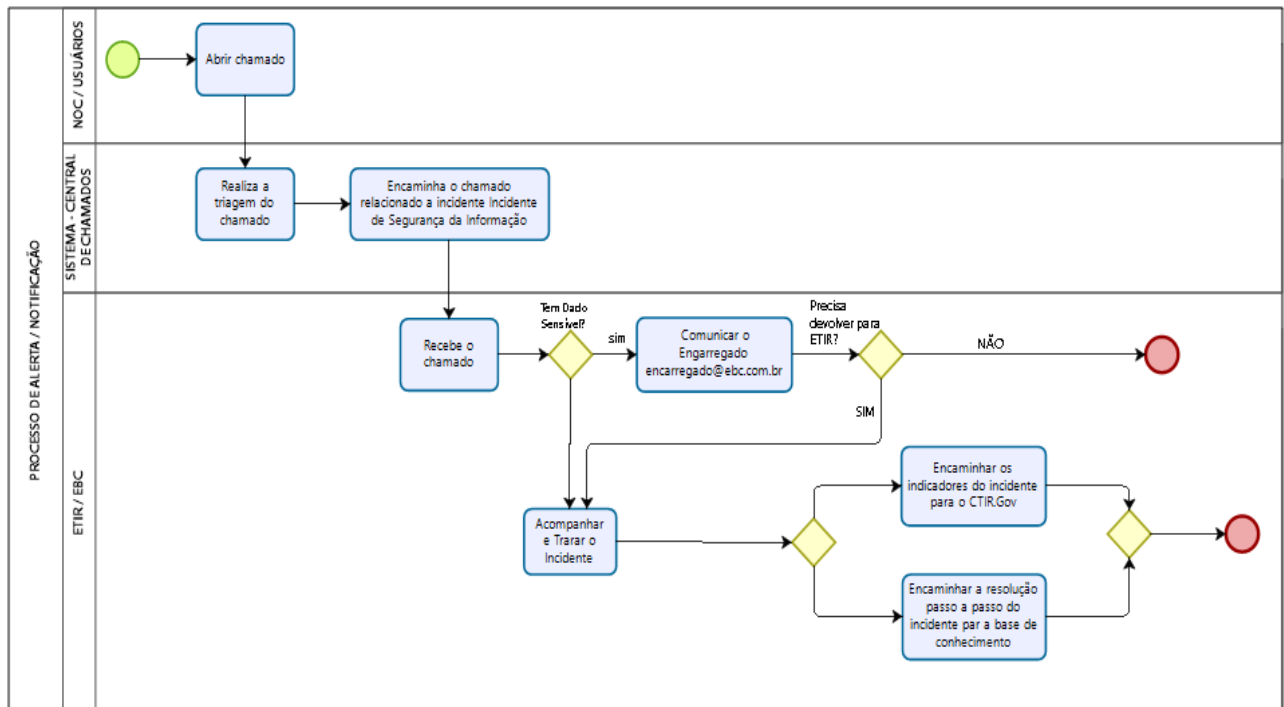 PROCESSO DE ALERTA / NOTIFICAÇÃO
NOC / USUÁRIOS
Abrir chamado
SISTEMA - CENTRAL
DE CHAMADOS
Realiza a
triagem do
chamado
Encaminha o chamado
relacionado a incidente Incidente
de Segurança da Informação
ETIR / EBC
Recebe o
chamado
Tem Dado
Sensível?
sim
Comunicar o
Engarregado
encarregado@ebc.com.br
Precisa
devolver para
ETIR?
NÃO
SIM
Acompanhar
e Trarar o
Incidente
Encaminhar os
indicadores do incidente
para o CTIR.Gov
Encaminhar a resolução
passo a passo do
incidente par a base de
conhecimento